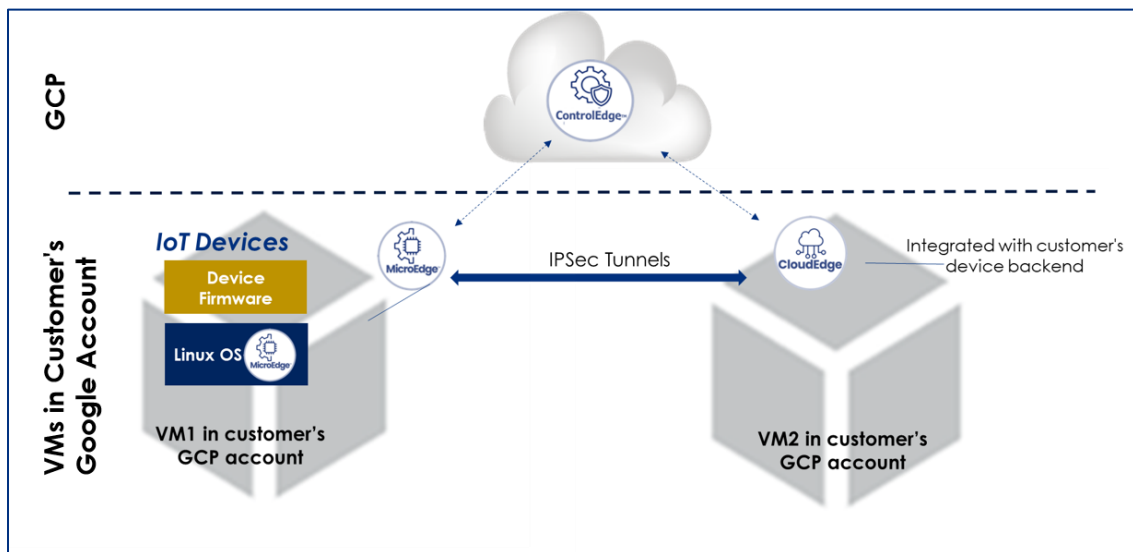 GCP
ControlEdge™
VMs in Customer's
Google Account
IoT Devices
Device
Firmware
Linux OS
MicroEdge
MicroEdge
IPSec Tunnels
CloudEdge
Integrated with customer's
device backend
VM1 in customer's
GCP account
VM2 in customer's
GCP account